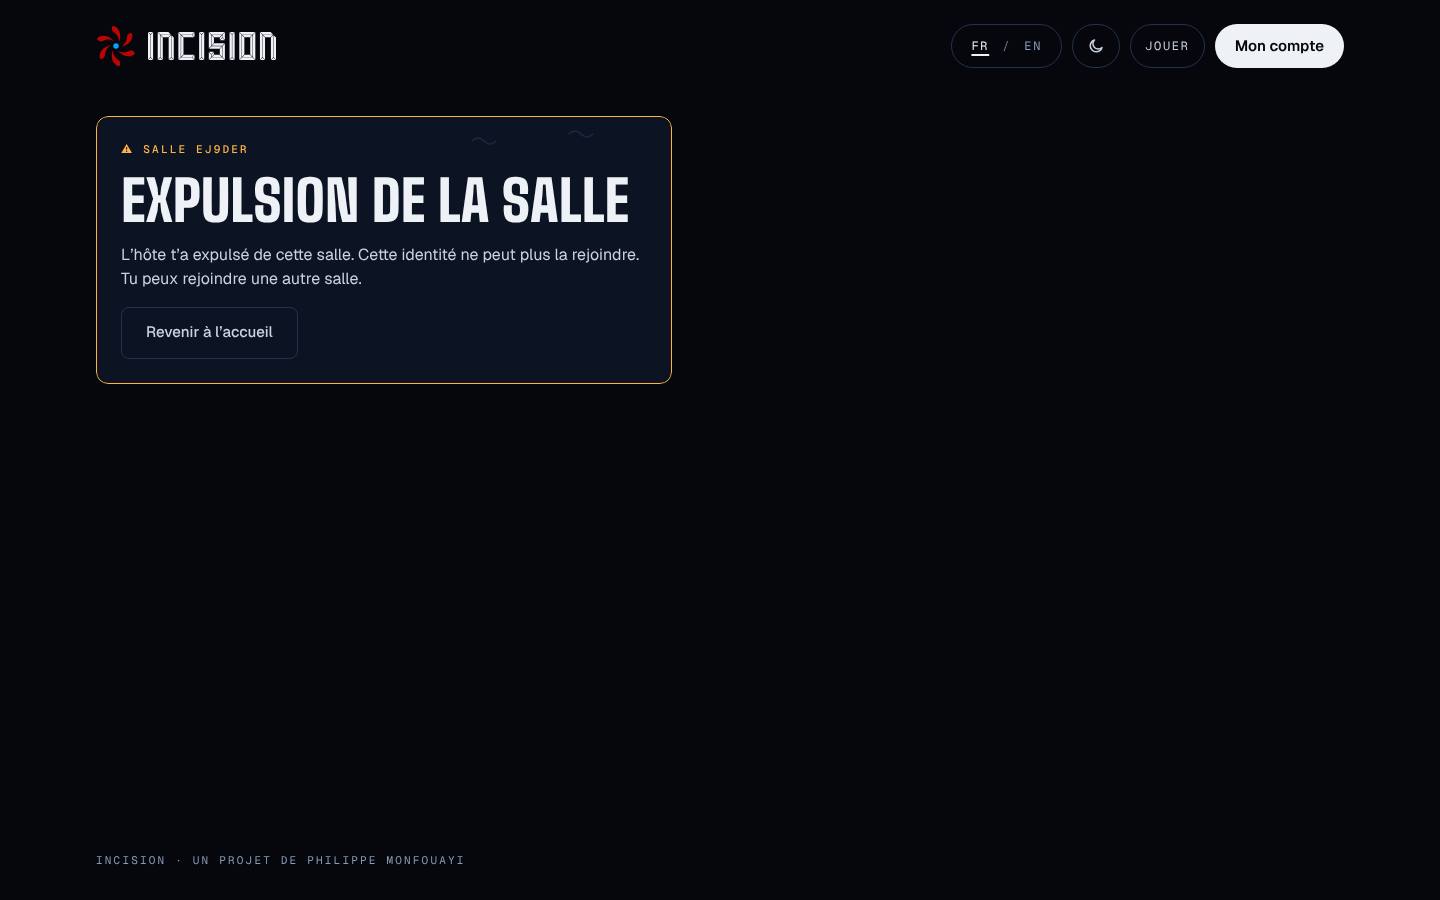 INCISION
FR / EN
JOUER
Mon compte
SALLE EJ9DER
EXPULSION DE LA SALLE
L’hôte t’a expulsé de cette salle. Cette identité ne peut plus la rejoindre.
Tu peux rejoindre une autre salle.
Revenir à l’accueil
INCISION · UN PROJET DE PHILIPPE MONFOUAYI